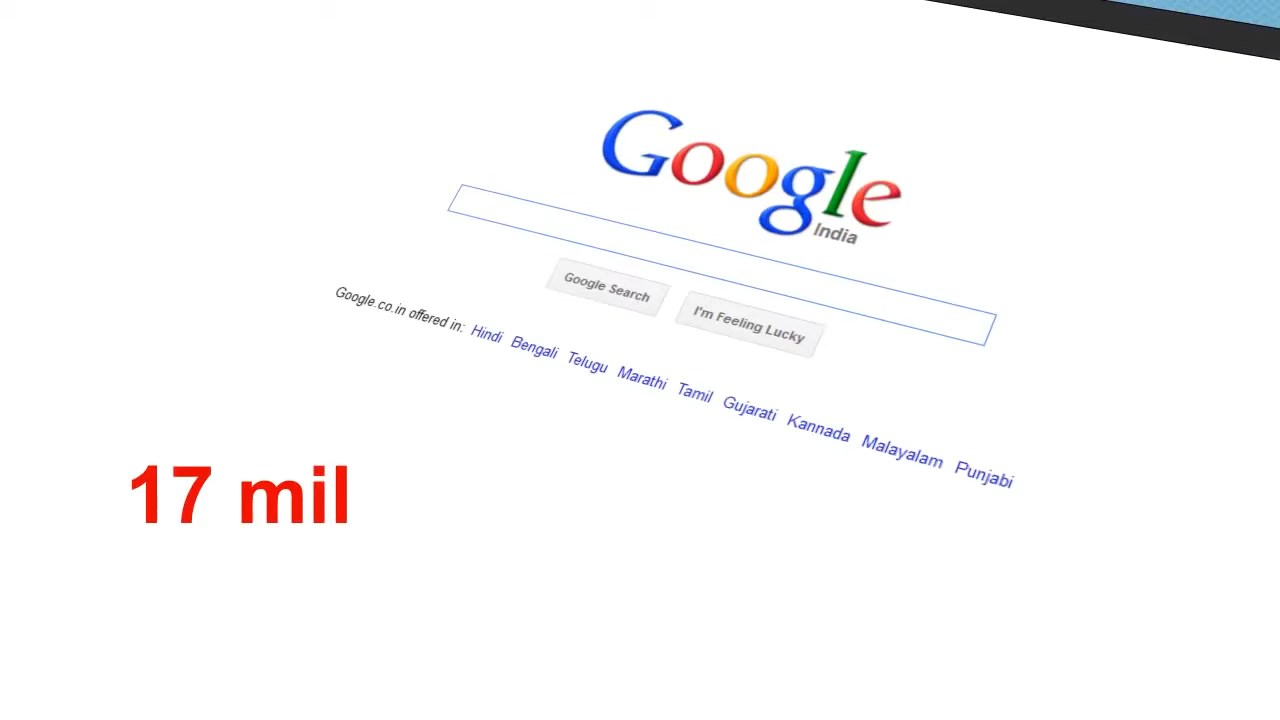 Google
India
Google Search
I'm Feeling Lucky
Google.co.in offered in: Hindi Bengali Telugu Marathi Tamil Gujarati Kannada Malayalam Punjabi
17 mil